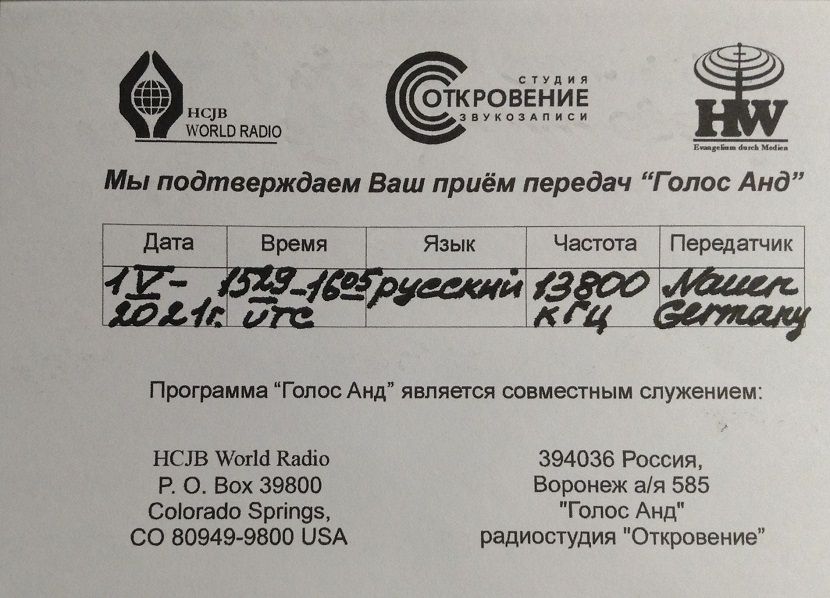 HCJB
WORLD RADIO
СТУДИЯ
ОТКРОВЕНИЕ
ЗВУКОЗАПИСИ
HW
Evangelium durch Medien
Мы подтверждаем Ваш приём передач “Голос Анд”
Дата Время Язык Частота Передатчик
1 V - 1529-1605 русский 13800 Nauen
2021г. UTC кГц Germany
Программа “Голос Анд” является совместным служением:
HCJB World Radio
P. O. Box 39800
Colorado Springs,
CO 80949-9800 USA
394036 Россия,
Воронеж а/я 585
"Голос Анд"
радиостудия "Откровение”